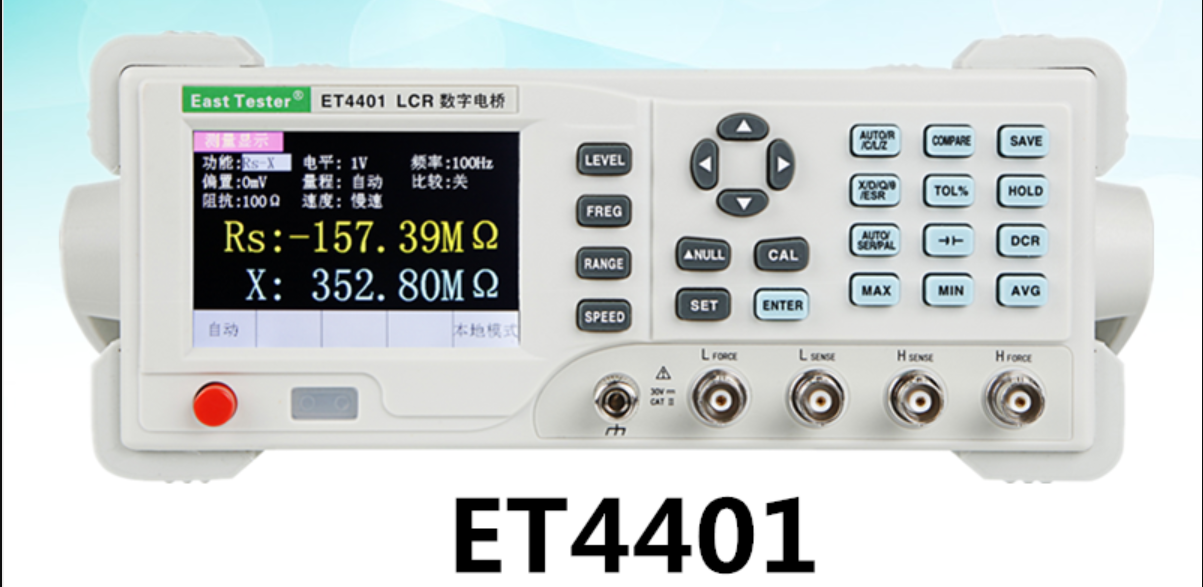 East Tester® ET4401 LCR 数字电桥
测量显示
功能:Rs-X 电平: 1V 频率:100Hz
偏置:0mV 量程: 自动 比较:关
阻抗:100Ω 速度: 慢速
Rs:-157.39MΩ
X: 352.80MΩ
自动 本地模式
LEVEL
FREG
RANGE
SPEED
▲NULL CAL
SET ENTER
AUTO/R
/C/L/Z
COMPARE
SAVE
X/D/Q/θ
/ESR
TOL%
HOLD
AUTO/
SER/PAL
DCR
MAX MIN AVG
L FORCE L SENSE H SENSE H FORCE
30V
CAT II
ET4401